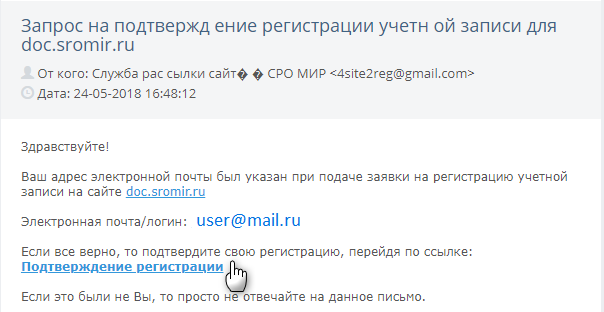 Запрос на подтвержд ение регистрации учетн ой записи для
doc.sromir.ru
От кого: Служба рас сылки сайт� � СРО МИР <4site2reg@gmail.com>
Дата: 24-05-2018 16:48:12
Здравствуйте!
Ваш адрес электронной почты был указан при подаче заявки на регистрацию учетной
записи на сайте doc.sromir.ru
Электронная почта/логин: user@mail.ru
Если все верно, то подтвердите свою регистрацию, перейдя по ссылке:
Подтверждение регистрации
Если это были не Вы, то просто не отвечайте на данное письмо.